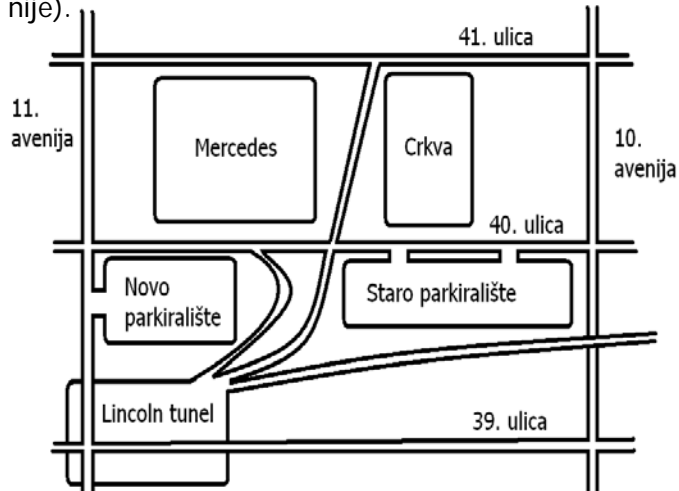 nije).
41. ulica
11.
avenija
Mercedes
Crkva
10.
avenija
40. ulica
Novo
parkiralište
Staro parkiralište
Lincoln tunel
39. ulica